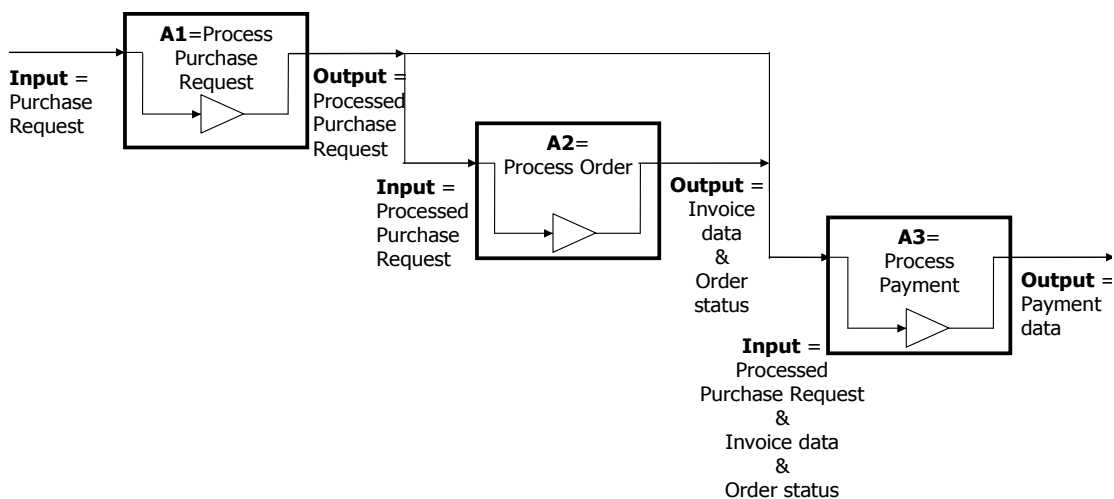 A1=Process
Purchase
Request
Input =
Purchase
Request
Output =
Processed
Purchase
Request
A2=
Process Order
Input =
Processed
Purchase
Request
Output =
Invoice
data
&
Order
status
A3=
Process
Payment
Input =
Processed
Purchase Request
&
Invoice data
&
Order status
Output =
Payment
data